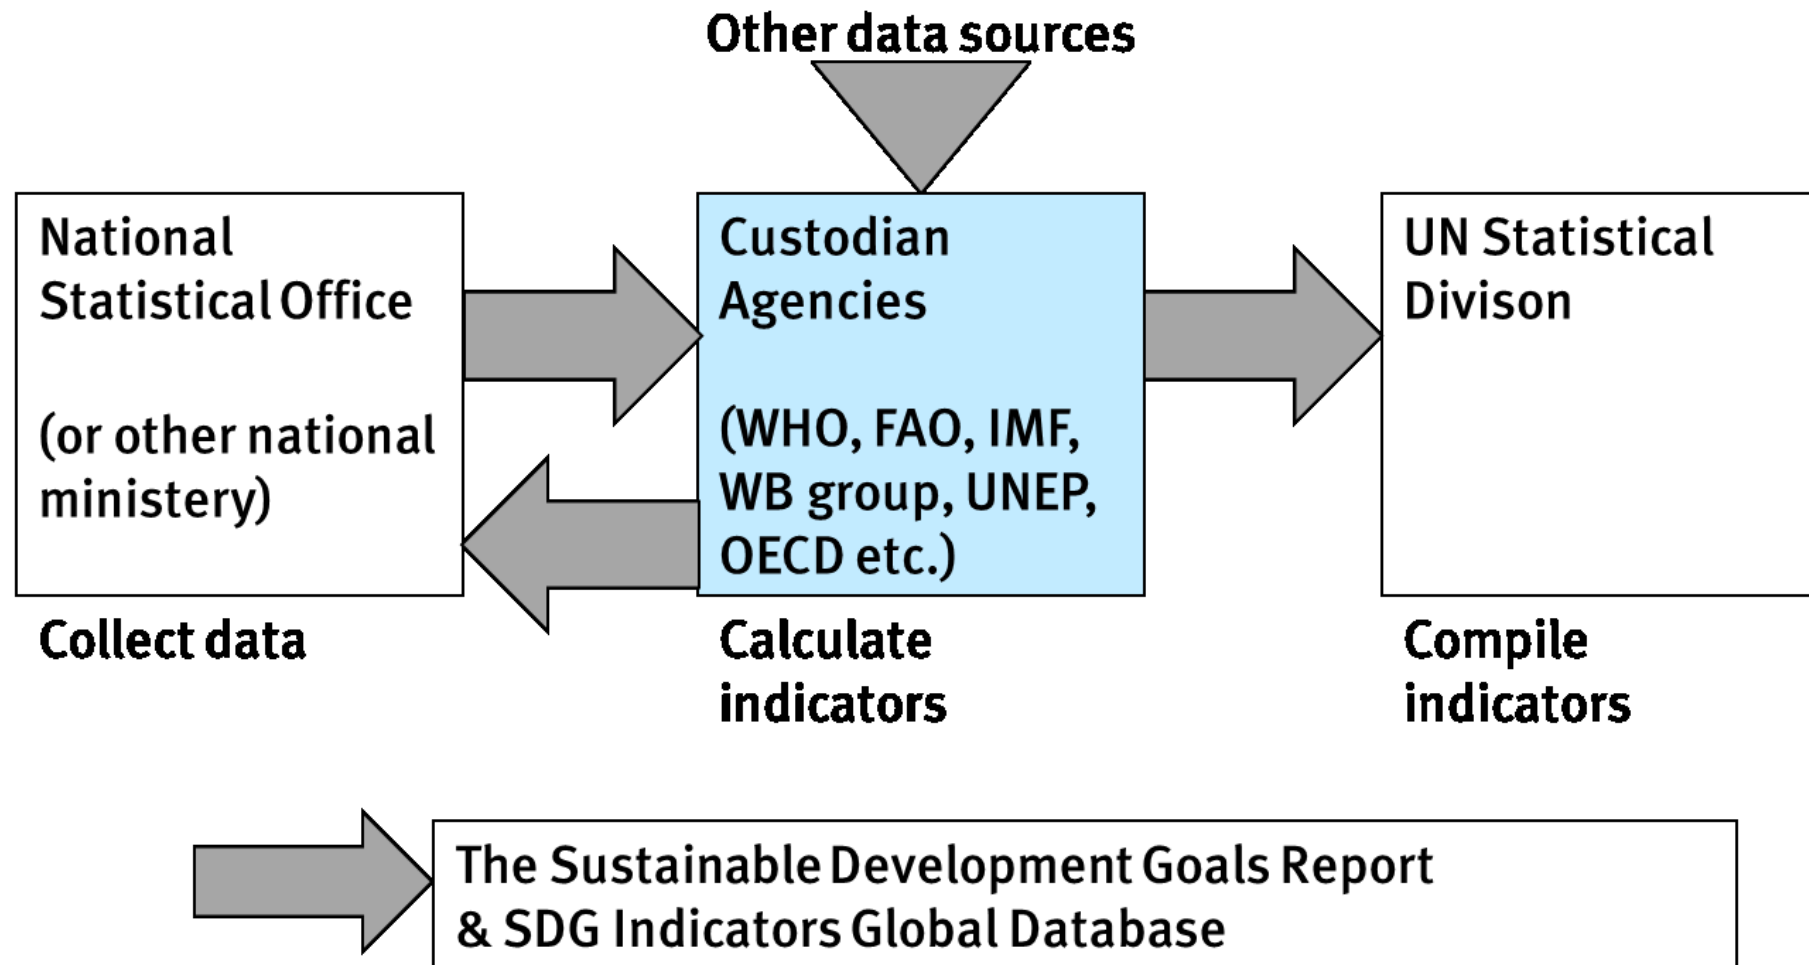 Other data sources
National
Statistical Office
(or other national
ministery)
Collect data
Custodian
Agencies
(WHO, FAO, IMF,
WB group, UNEP,
OECD etc.)
Calculate
indicators
UN Statistical
Divison
Compile
indicators
The Sustainable Development Goals Report
& SDG Indicators Global Database